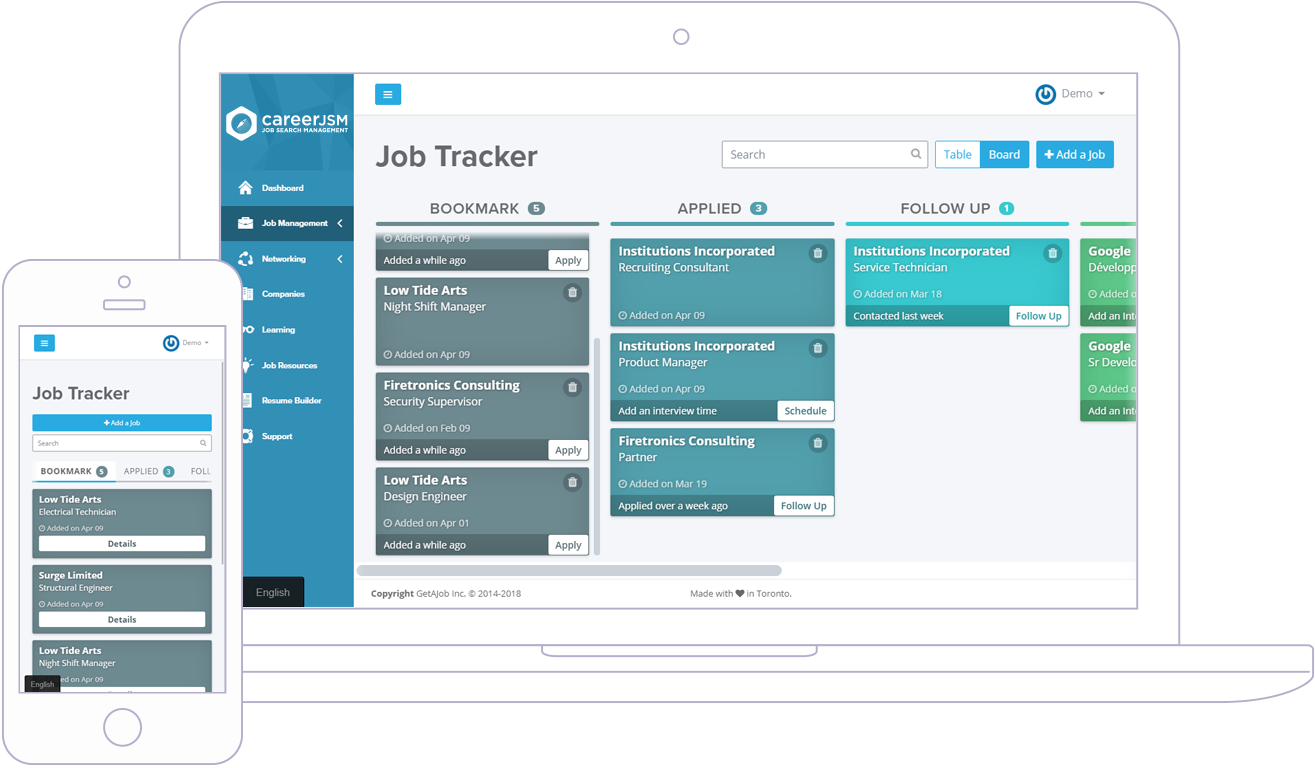 careerJSM
JOB SEARCH MANAGEMENT
Dashboard
Job Management
Networking
Companies
Learning
Job Resources
Resume Builder
Support
English
Demo
Job Tracker
Search
Table
Board
Add a Job
BOOKMARK 5
Added on Apr 09
Added a while ago
Apply
Low Tide Arts
Night Shift Manager
Added on Apr 09
Firetronics Consulting
Security Supervisor
Added on Feb 09
Added a while ago
Apply
Low Tide Arts
Design Engineer
Added on Apr 01
Added a while ago
Apply
APPLIED 3
Institutions Incorporated
Recruiting Consultant
Added on Apr 09
Institutions Incorporated
Product Manager
Added on Apr 09
Add an interview time
Schedule
Firetronics Consulting
Partner
Added on Mar 19
Applied over a week ago
Follow Up
FOLLOW UP 1
Institutions Incorporated
Service Technician
Added on Mar 18
Contacted last week
Follow Up
Google
Développ
Added o
Add an Int
Google
Sr Develo
Added o
Add an Int
Copyright GetAJob Inc. © 2014-2018
Made with ♥ in Toronto.
Demo
Job Tracker
Add a Job
Search
BOOKMARK 5
APPLIED 3
FOLL
Low Tide Arts
Electrical Technician
Added on Apr 09
Details
Surge Limited
Structural Engineer
Added on Apr 09
Details
Low Tide Arts
Night Shift Manager
ed on Apr 09
English